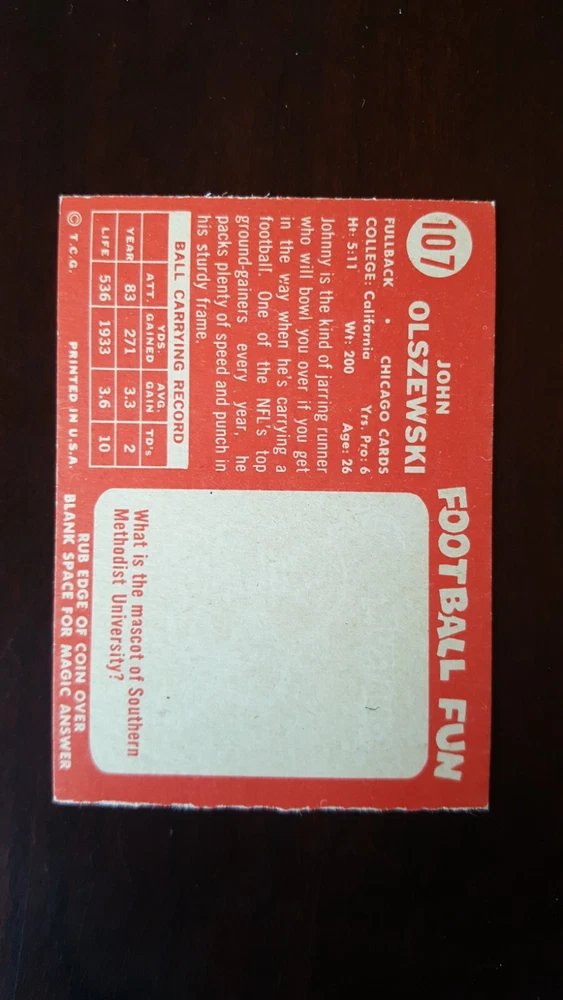 107
JOHN
OLSZEWSKI
FULLBACK • CHICAGO CARDS
COLLEGE: California Yrs. Pro: 6
Ht: 5:11 Wt: 200 Age: 26
Johnny is the kind of jarring runner
who will bowl you over if you get
in the way when he's carrying a
football. One of the NFL's top
ground-gainers every year, he
packs plenty of speed and punch in
his sturdy frame.
BALL CARRYING RECORD
ATT. YDS. GAINED AVG. GAIN TD's
YEAR 83 271 3.3 2
LIFE 536 1933 3.6 10
© T.C.G. PRINTED IN U.S.A.
FOOTBALL FUN
What is the mascot of Southern
Methodist University?
RUB EDGE OF COIN OVER
BLANK SPACE FOR MAGIC ANSWER